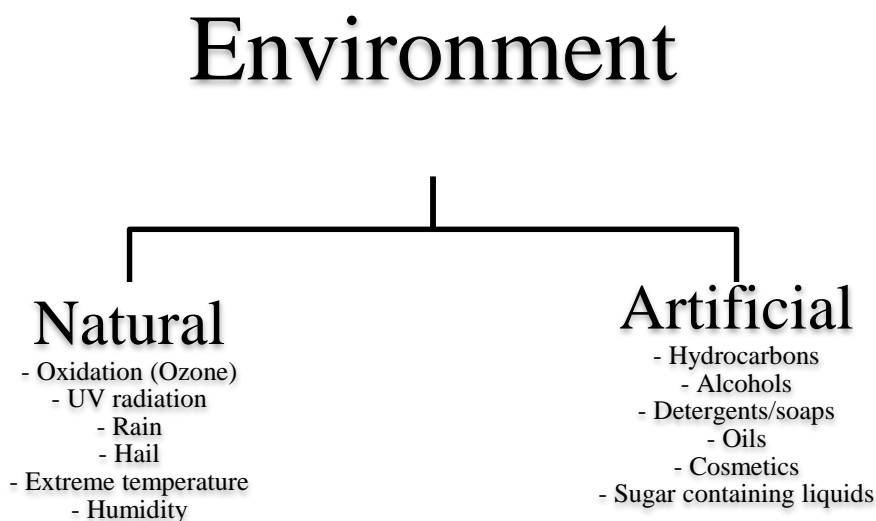 Environment
Natural
- Oxidation (Ozone)
- UV radiation
- Rain
- Hail
- Extreme temperature
- Humidity
Artificial
- Hydrocarbons
- Alcohols
- Detergents/soaps
- Oils
- Cosmetics
- Sugar containing liquids